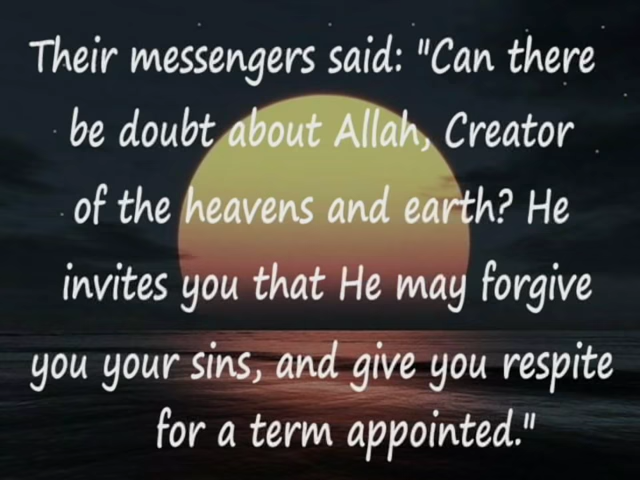 Their messengers said: "Can there
be doubt about Allah, Creator
of the heavens and earth? He
invites you that He may forgive
you your sins, and give you respite
for a term appointed."